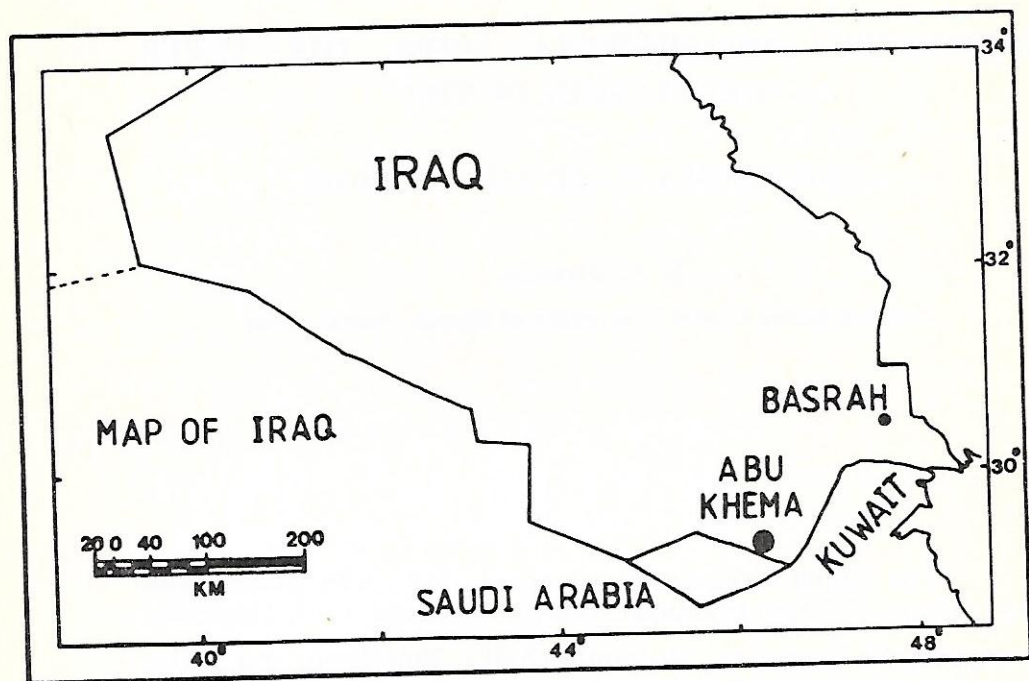 34°
IRAQ
32°
BASRAH
MAP OF IRAQ
30°
ABU
KHEMA
KUWAIT
20 0 40 100 200
KM
SAUDI ARABIA
40° 44° 48°